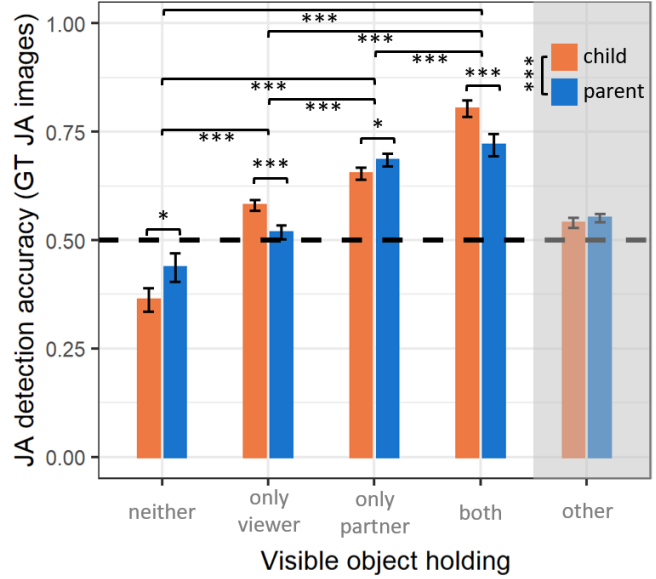 1.00
0.75
0.50
0.25
0.00
JA detection accuracy (GT JA images)
***
***
***
***
***
***
***
***
*
***
*
***
child
parent
neither
only
viewer
only
partner
both
other
Visible object holding